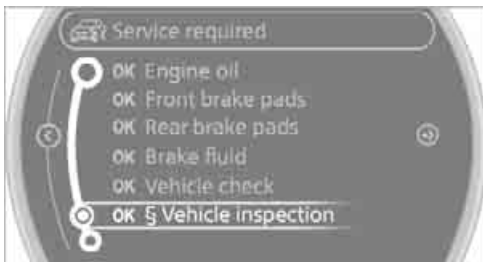 Service required
OK Engine oil
OK Front brake pads
OK Rear brake pads
OK Brake fluid
OK Vehicle check
OK § Vehicle inspection